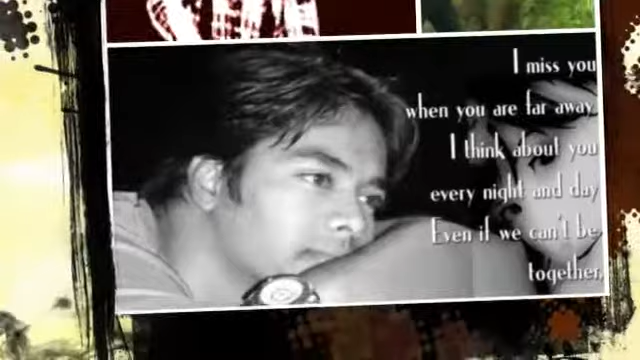 I miss you
when you are far away.
I think about you
every night and day
Even if we can't be
together,